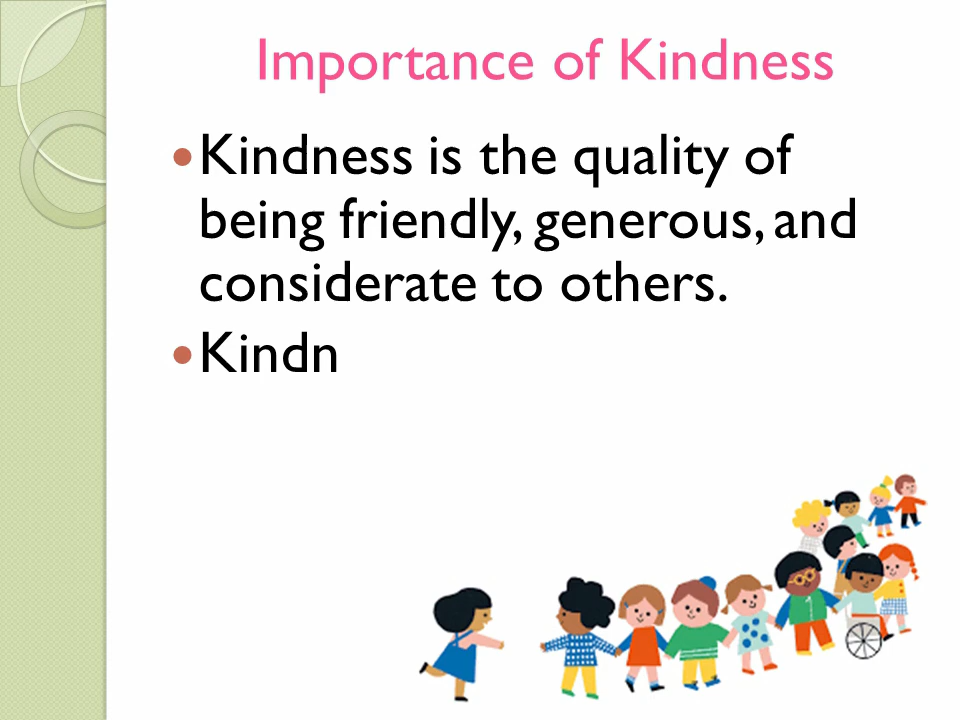 Importance of Kindness
• Kindness is the quality of
being friendly, generous, and
considerate to others.
• Kindn